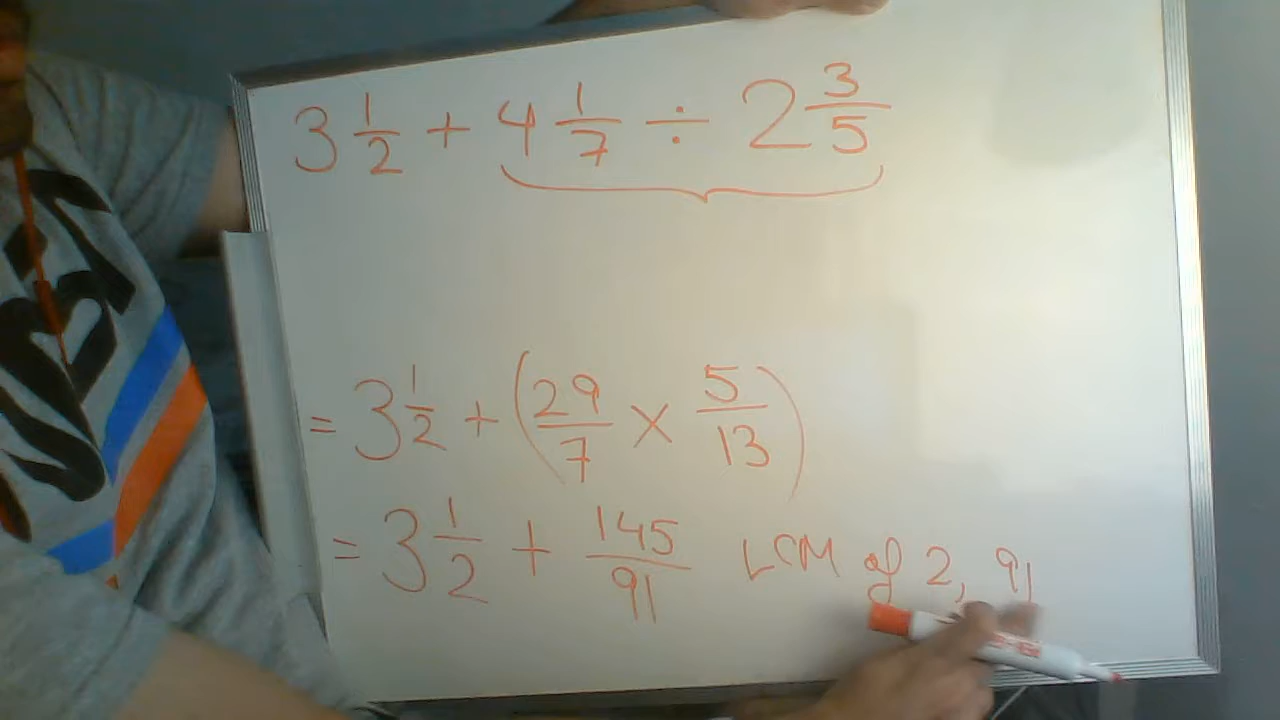 3 1/2 + 4 1/7 ÷ 2 3/5
= 3 1/2 + (29/7 × 5/13)
= 3 1/2 + 145/91 LCM of 2, 91